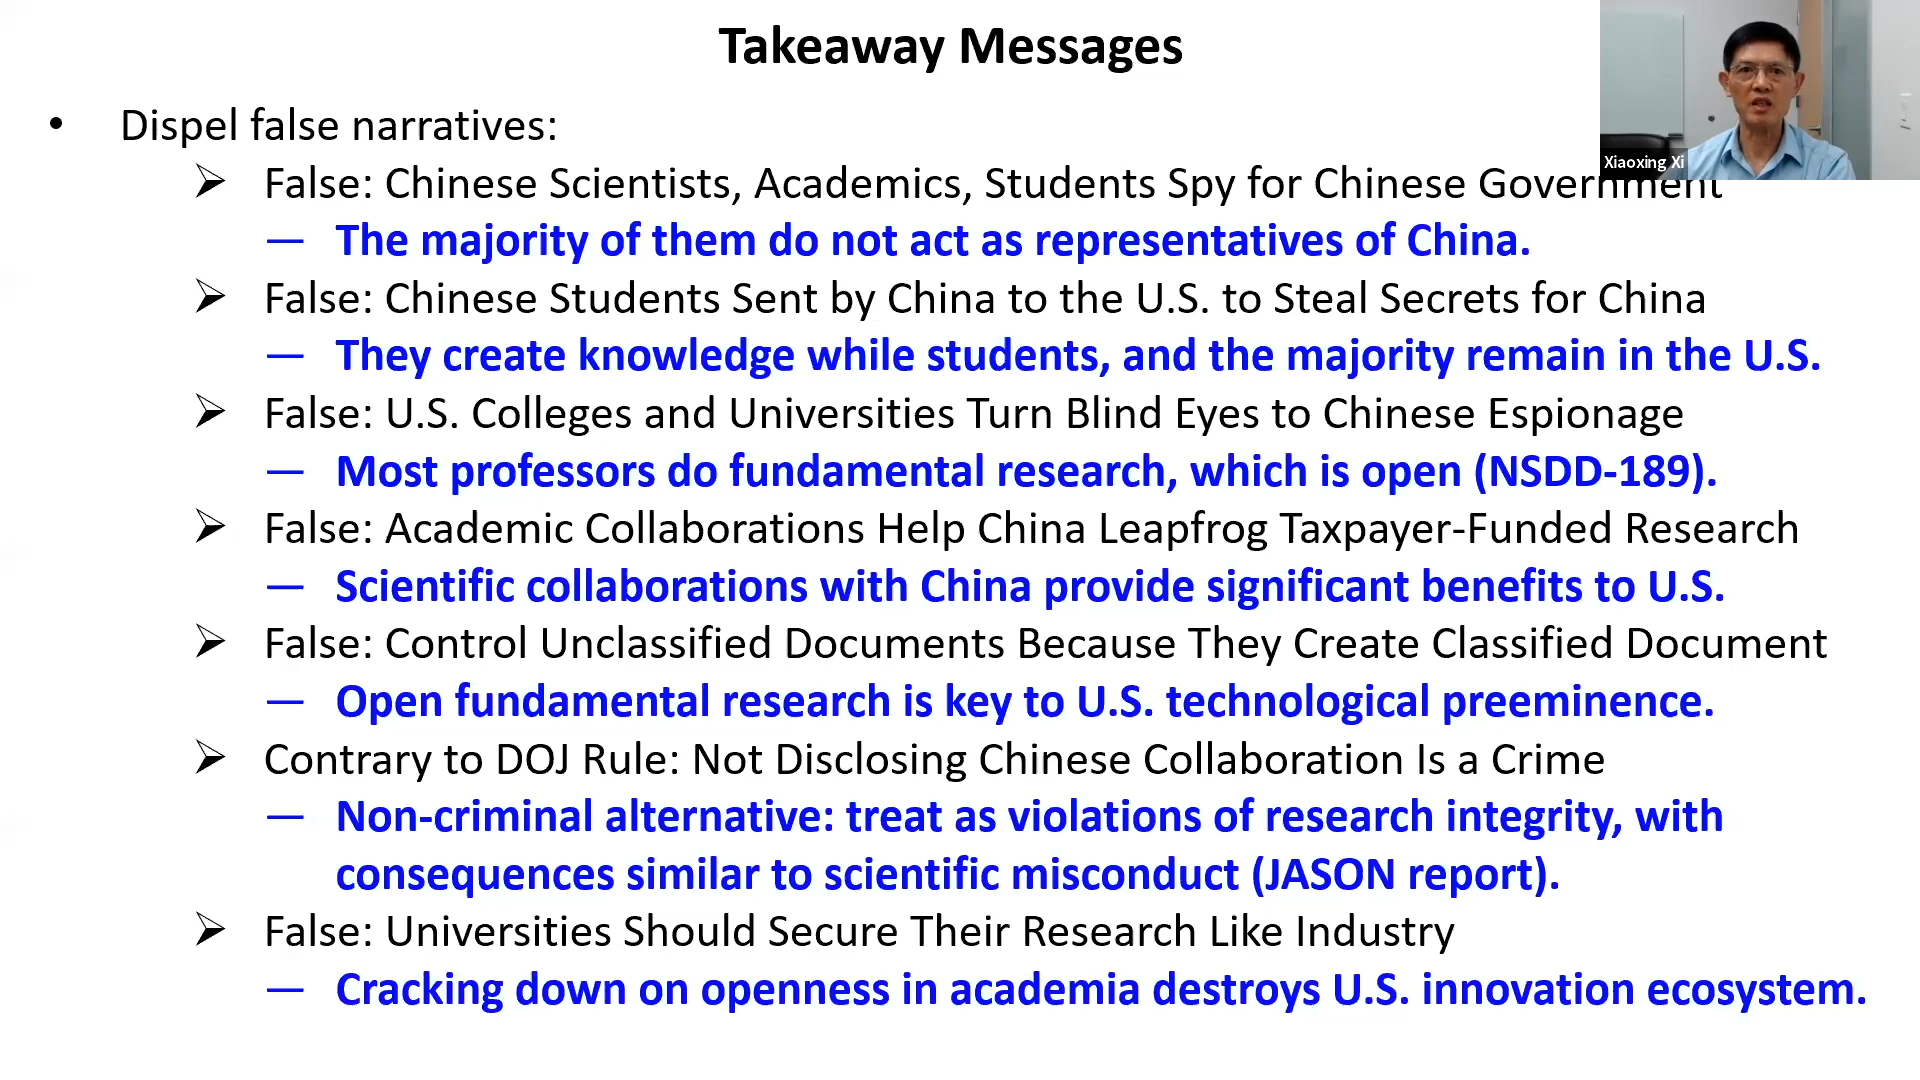 Takeaway Messages
Xiaoxing Xi
• Dispel false narratives:
➢ False: Chinese Scientists, Academics, Students Spy for Chinese Government
— The majority of them do not act as representatives of China.
➢ False: Chinese Students Sent by China to the U.S. to Steal Secrets for China
— They create knowledge while students, and the majority remain in the U.S.
➢ False: U.S. Colleges and Universities Turn Blind Eyes to Chinese Espionage
— Most professors do fundamental research, which is open (NSDD-189).
➢ False: Academic Collaborations Help China Leapfrog Taxpayer-Funded Research
— Scientific collaborations with China provide significant benefits to U.S.
➢ False: Control Unclassified Documents Because They Create Classified Document
— Open fundamental research is key to U.S. technological preeminence.
➢ Contrary to DOJ Rule: Not Disclosing Chinese Collaboration Is a Crime
— Non-criminal alternative: treat as violations of research integrity, with
consequences similar to scientific misconduct (JASON report).
➢ False: Universities Should Secure Their Research Like Industry
— Cracking down on openness in academia destroys U.S. innovation ecosystem.